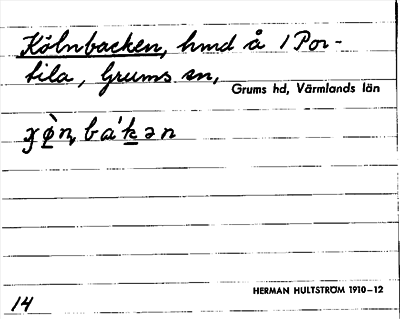 Kölnbacken, hmd å 1 Por-
tila, Grums sn,
Grums hd, Värmlands län
HERMAN HULTSTRÖM 1910–12
14